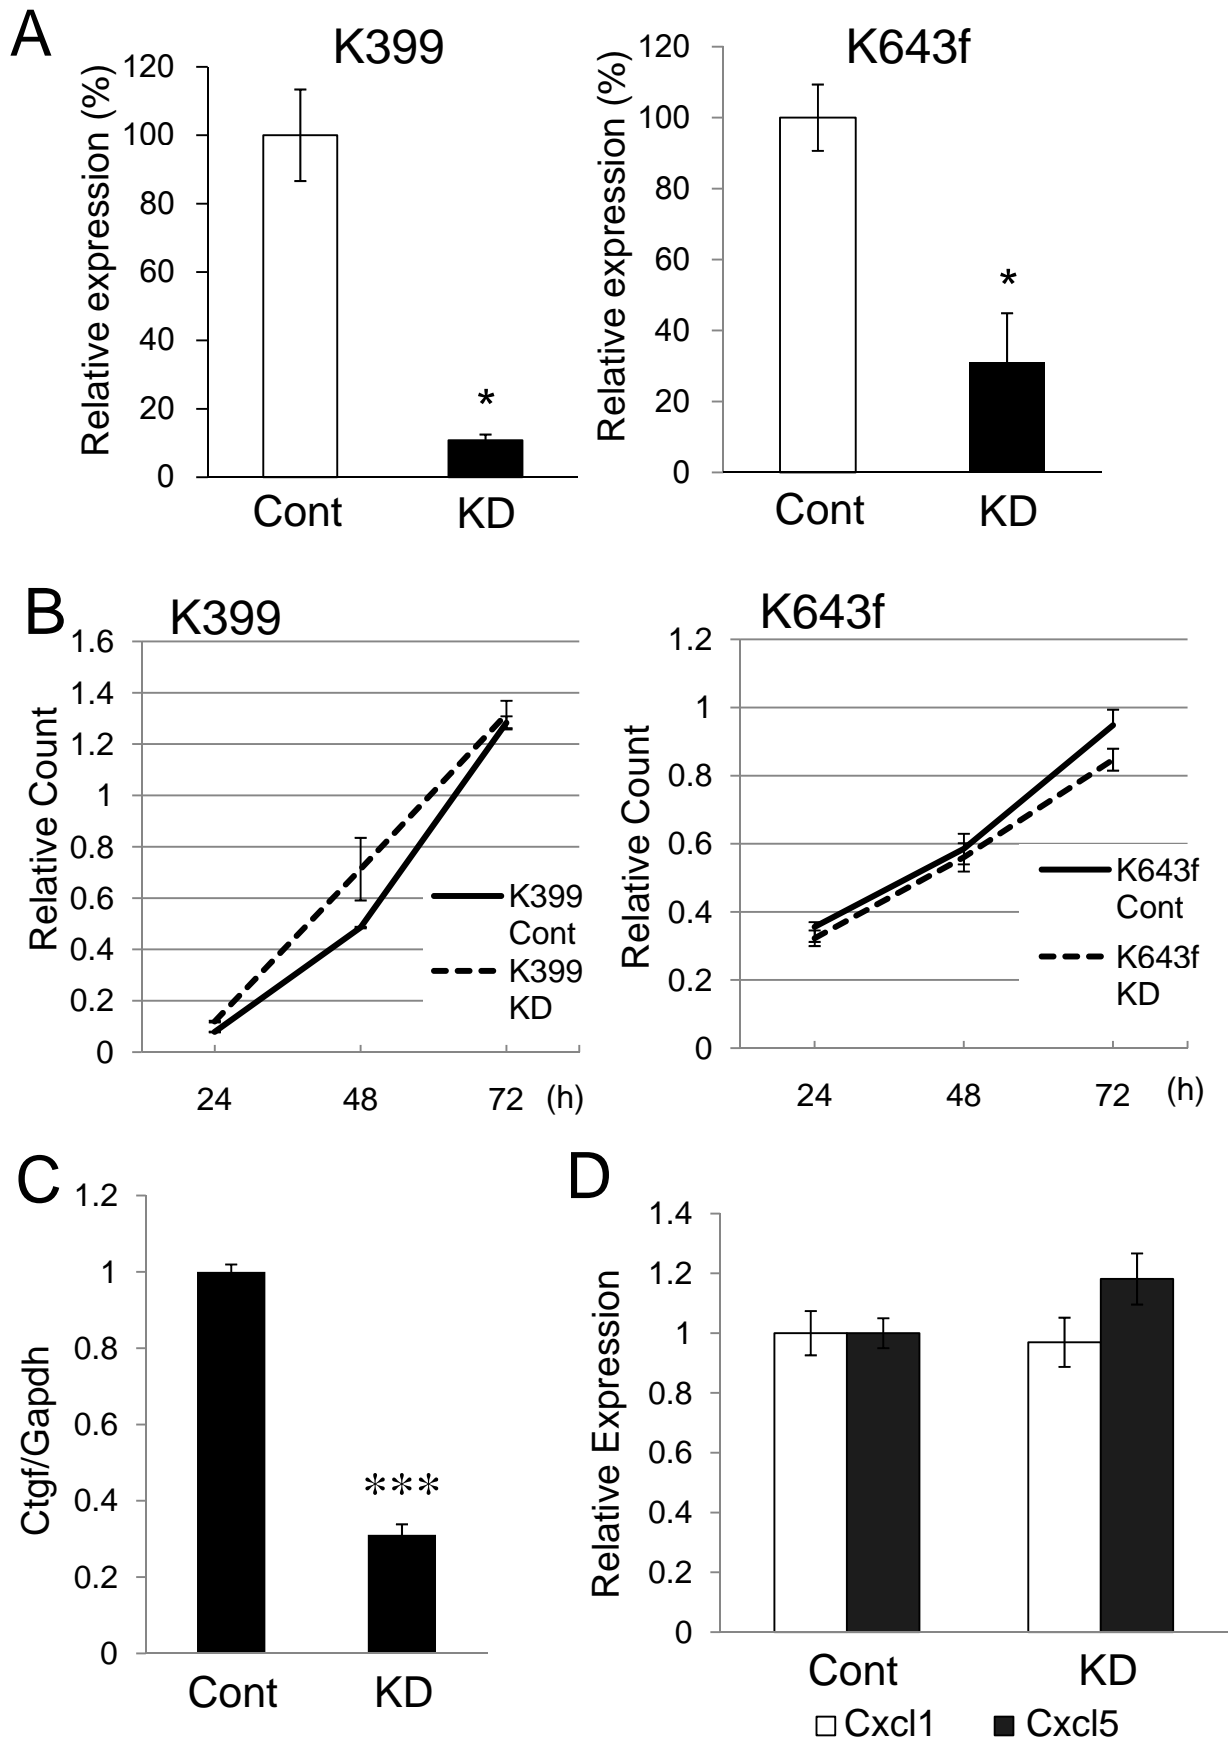 A
K399
Relative expression (%)
120
100
80
60
40
20
0
*
Cont
KD
K643f
Relative expression (%)
120
100
80
60
40
20
0
*
Cont
KD
B
K399
Relative Count
1.6
1.4
1.2
1
0.8
0.6
0.4
0.2
0
K399
Cont
K399
KD
24
48
72
(h)
K643f
Relative Count
1.2
1
0.8
0.6
0.4
0.2
0
K643f
Cont
K643f
KD
24
48
72
(h)
C
Ctgf/Gapdh
1.2
1
0.8
0.6
0.4
0.2
0
***
Cont
KD
D
Relative Expression
1.4
1.2
1
0.8
0.6
0.4
0.2
0
Cont
KD
Cxcl1
Cxcl5